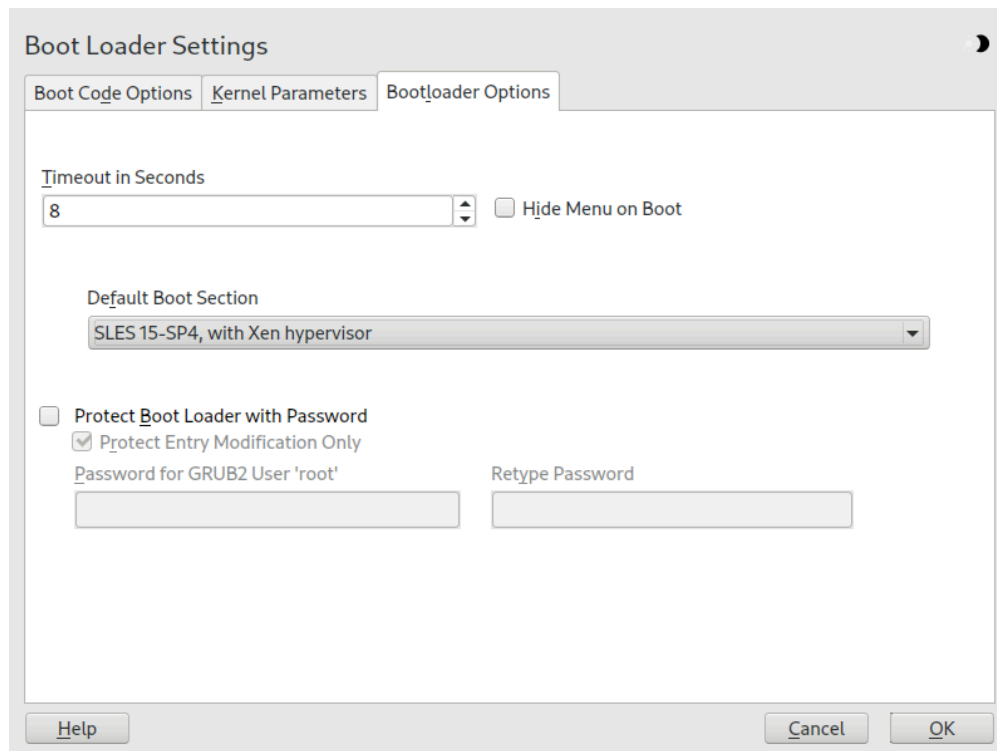 Boot Loader Settings
Boot Code Options Kernel Parameters Bootloader Options
Timeout in Seconds
8 Hide Menu on Boot
Default Boot Section
SLES 15-SP4, with Xen hypervisor
Protect Boot Loader with Password
Protect Entry Modification Only
Password for GRUB2 User 'root' Retype Password
Help Cancel OK